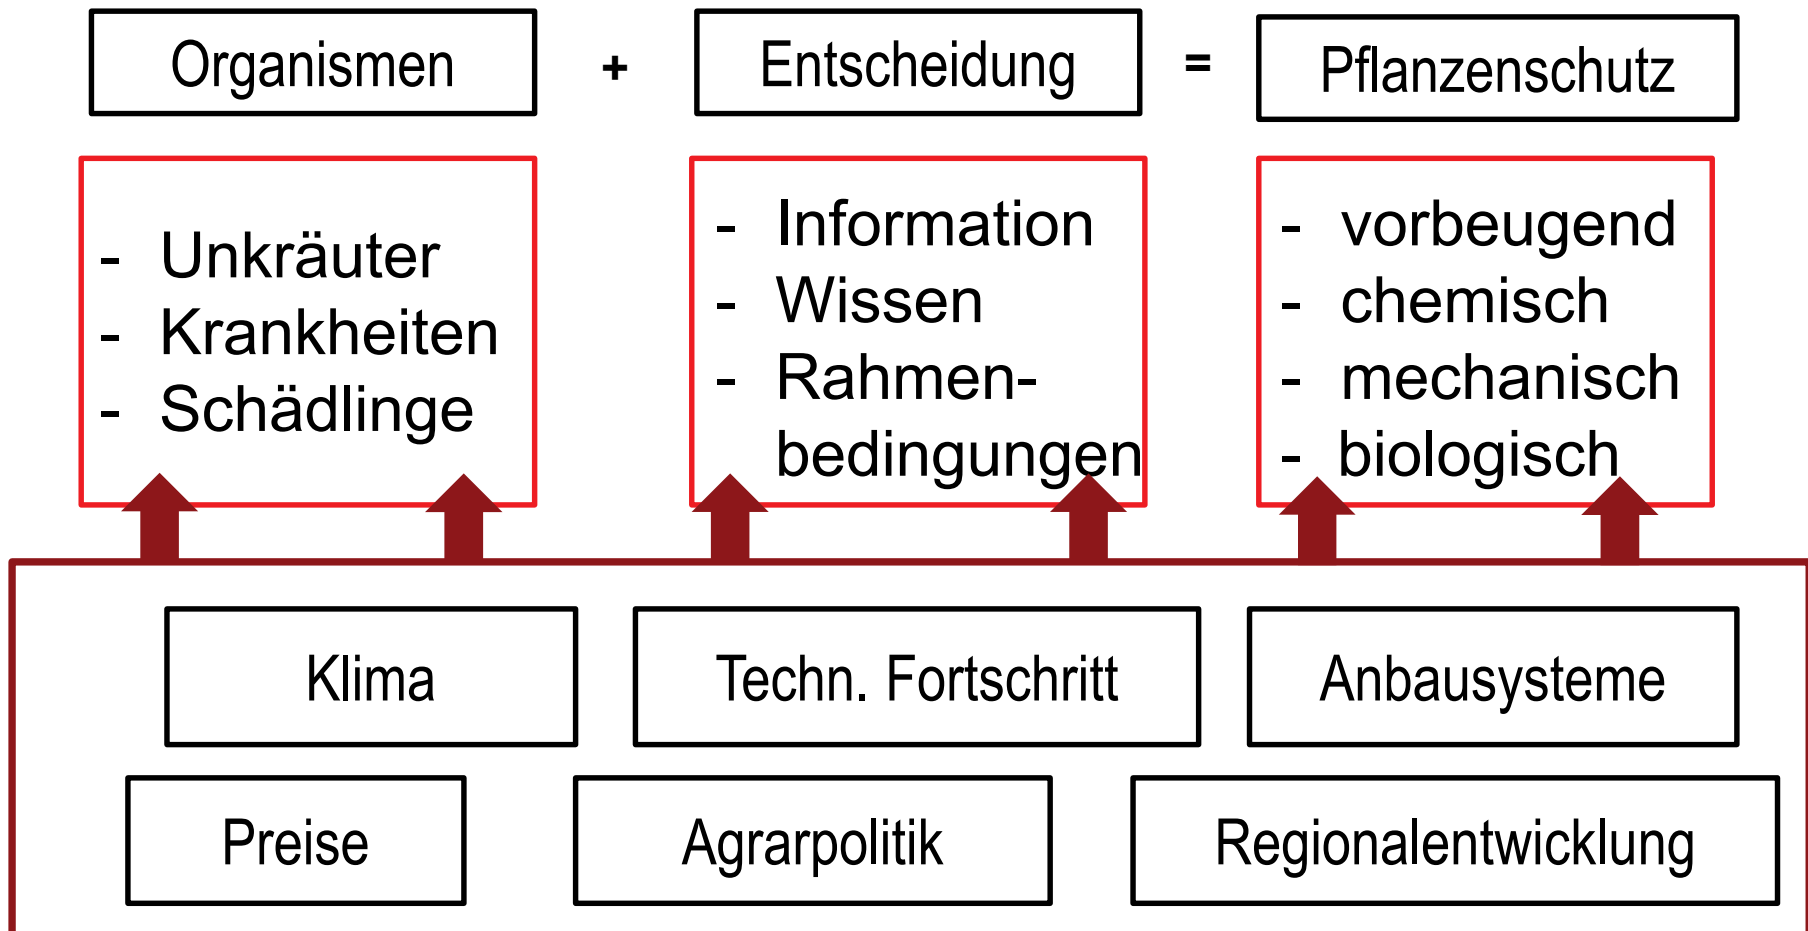 Organismen + Entscheidung = Pflanzenschutz
- Unkräuter
- Krankheiten
- Schädlinge
- Information
- Wissen
- Rahmen-
bedingungen
- vorbeugend
- chemisch
- mechanisch
- biologisch
Klima
Techn. Fortschritt
Anbausysteme
Preise
Agrarpolitik
Regionalentwicklung